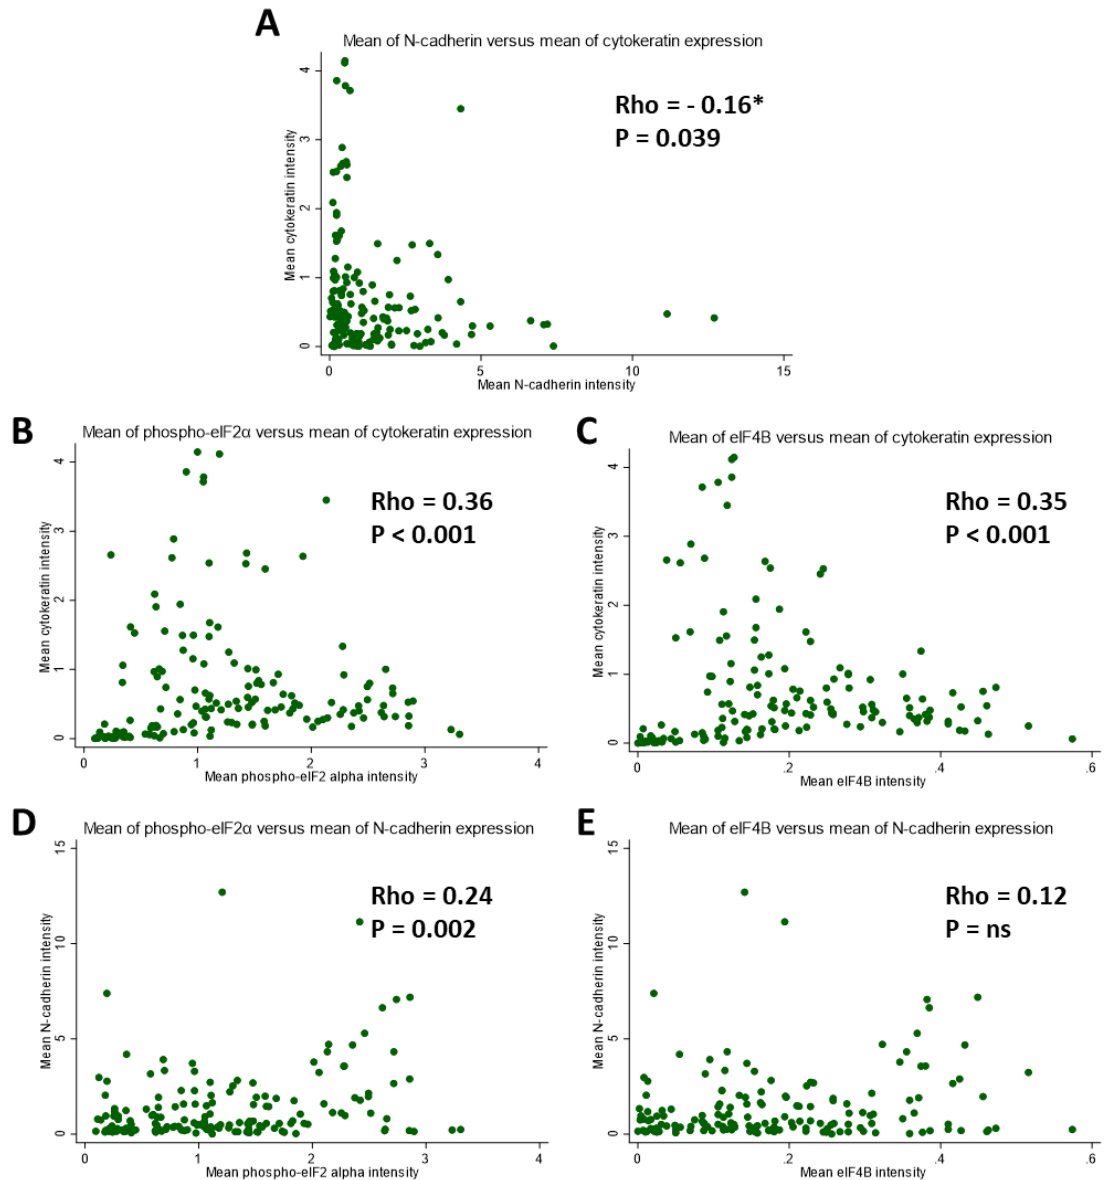 A
Mean of N-cadherin versus mean of cytokeratin expression
Rho = - 0.16*
P = 0.039
Mean cytokeratin intensity
0 1 2 3 4
0 5 10 15
Mean N-cadherin intensity
B
Mean of phospho-eIF2α versus mean of cytokeratin expression
Rho = 0.36
P < 0.001
Mean cytokeratin intensity
0 1 2 3 4
0 1 2 3 4
Mean phospho-eIF2 alpha intensity
C
Mean of eIF4B versus mean of cytokeratin expression
Rho = 0.35
P < 0.001
Mean cytokeratin intensity
0 1 2 3 4
0 .2 .4 .6
Mean eIF4B intensity
D
Mean of phospho-eIF2α versus mean of N-cadherin expression
Rho = 0.24
P = 0.002
Mean N-cadherin intensity
0 5 10 15
0 1 2 3 4
Mean phospho-eIF2 alpha intensity
E
Mean of eIF4B versus mean of N-cadherin expression
Rho = 0.12
P = ns
Mean N-cadherin intensity
0 5 10 15
0 .2 .4 .6
Mean eIF4B intensity